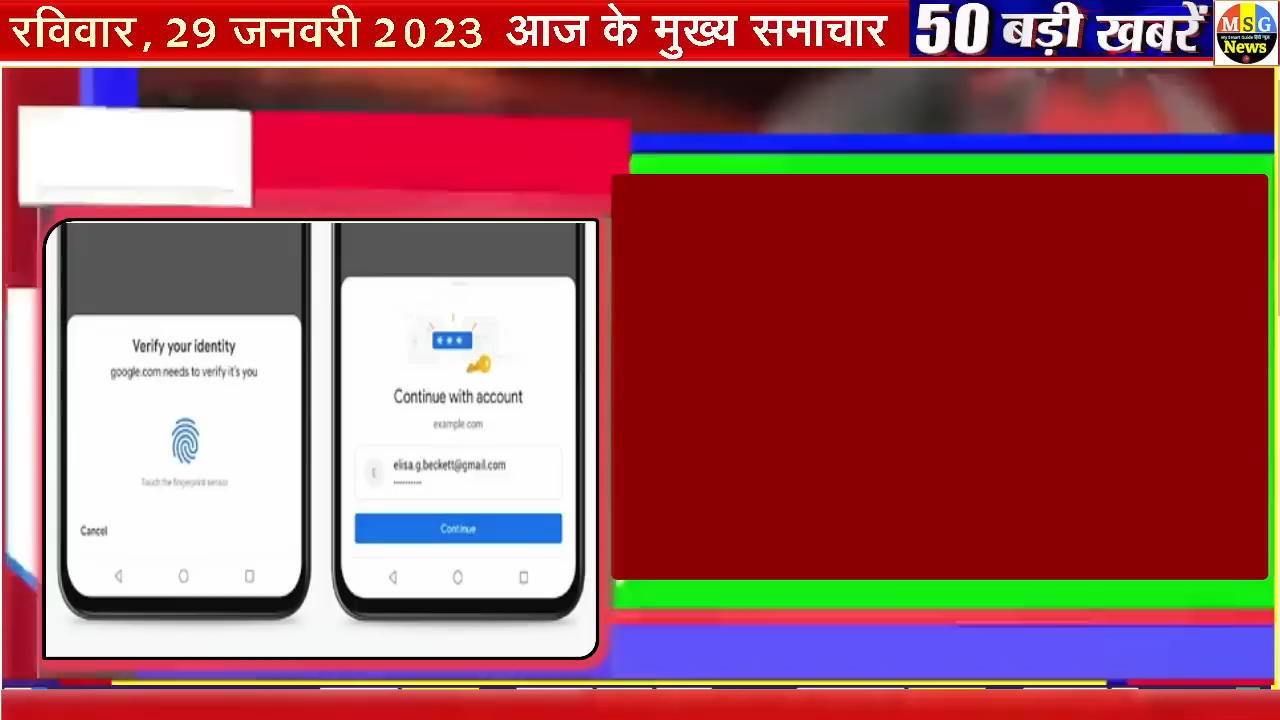 रविवार, 29 जनवरी 2023 आज के मुख्य समाचार 50 बड़ी खबरें
MSG
News
Verify your identity
google.com needs to verify it's you
Touch the fingerprint sensor
Cancel
Continue with account
example.com
elisa.g.beckett@gmail.com
Continue